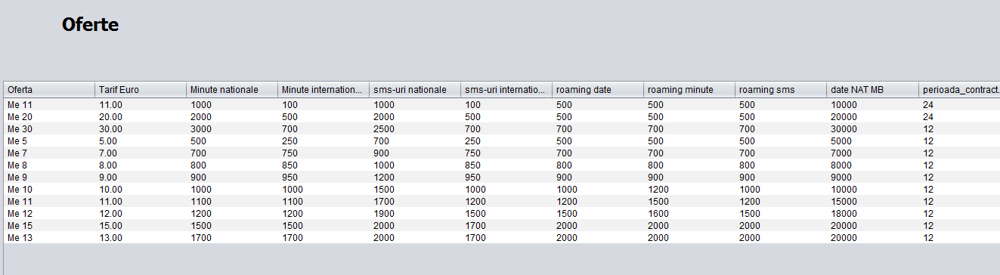 Oferte
Oferta Tarif Euro Minute nationale Minute internation... sms-uri nationale sms-uri internatio... roaming date roaming minute roaming sms date NAT MB perioada_contract.
Me 11 11.00 1000 100 1000 100 500 500 500 10000 24
Me 20 20.00 2000 500 2000 500 500 500 500 20000 24
Me 30 30.00 3000 700 2500 700 700 700 700 30000 12
Me 5 5.00 500 250 700 250 500 500 500 5000 12
Me 7 7.00 700 750 900 750 700 700 700 7000 12
Me 8 8.00 800 850 1000 850 800 800 800 8000 12
Me 9 9.00 900 950 1200 950 900 900 900 9000 12
Me 10 10.00 1000 1000 1500 1000 1000 1200 1000 10000 12
Me 11 11.00 1100 1100 1700 1200 1200 1500 1200 15000 12
Me 12 12.00 1200 1200 1900 1500 1500 1600 1500 18000 12
Me 15 15.00 1500 1500 2000 1700 2000 2000 2000 20000 12
Me 13 13.00 1700 1700 2000 1700 2000 2000 2000 20000 12